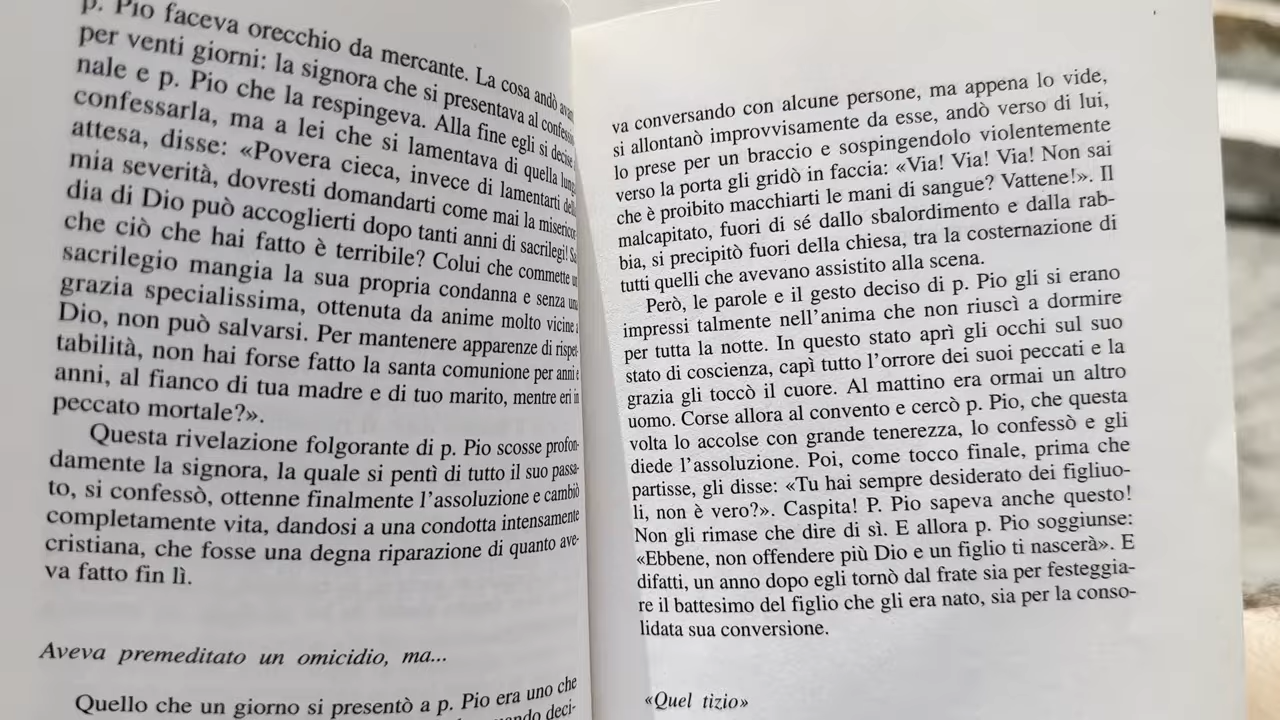 p. Pio faceva orecchio da mercante. La cosa andò
per venti giorni: la signora che si presentava al confessio-
nale e p. Pio che la respingeva. Alla fine egli si decise
confessarla, ma a lei che si lamentava di quella lunga
attesa, disse: «Povera cieca, invece di lamentarti della
mia severità, dovresti domandarti come mai la misericor-
dia di Dio può accoglierti dopo tanti anni di sacrilegi! Sai
che ciò che hai fatto è terribile? Colui che commette un
sacrilegio mangia la sua propria condanna e senza una
grazia specialissima, ottenuta da anime molto vicine a
Dio, non può salvarsi. Per mantenere apparenze di rispet-
tabilità, non hai forse fatto la santa comunione per anni e
anni, al fianco di tua madre e di tuo marito, mentre eri in
peccato mortale?».
Questa rivelazione folgorante di p. Pio scosse profon-
damente la signora, la quale si pentì di tutto il suo passa-
to, si confessò, ottenne finalmente l'assoluzione e cambiò
completamente vita, dandosi a una condotta intensamente
cristiana, che fosse una degna riparazione di quanto ave-
va fatto fin lì.
Aveva premeditato un omicidio, ma...
Quello che un giorno si presentò a p. Pio era uno che
deci-
va conversando con alcune persone, ma appena lo vide,
si allontanò improvvisamente da esse, andò verso di lui,
lo prese per un braccio e sospingendolo violentemente
verso la porta gli gridò in faccia: «Via! Via! Via! Non sai
che è proibito macchiarti le mani di sangue? Vattene!». Il
malcapitato, fuori di sé dallo sbalordimento e dalla rab-
bia, si precipitò fuori della chiesa, tra la costernazione di
tutti quelli che avevano assistito alla scena.
Però, le parole e il gesto deciso di p. Pio gli si erano
impressi talmente nell'anima che non riuscì a dormire
per tutta la notte. In questo stato aprì gli occhi sul suo
stato di coscienza, capì tutto l'orrore dei suoi peccati e la
grazia gli toccò il cuore. Al mattino era ormai un altro
uomo. Corse allora al convento e cercò p. Pio, che questa
volta lo accolse con grande tenerezza, lo confessò e gli
diede l'assoluzione. Poi, come tocco finale, prima che
partisse, gli disse: «Tu hai sempre desiderato dei figliuo-
li, non è vero?». Caspita! P. Pio sapeva anche questo!
Non gli rimase che dire di sì. E allora p. Pio soggiunse:
«Ebbene, non offendere più Dio e un figlio ti nascerà». E
difatti, un anno dopo egli tornò dal frate sia per festeggia-
re il battesimo del figlio che gli era nato, sia per la conso-
lidata sua conversione.
«Quel tizio»